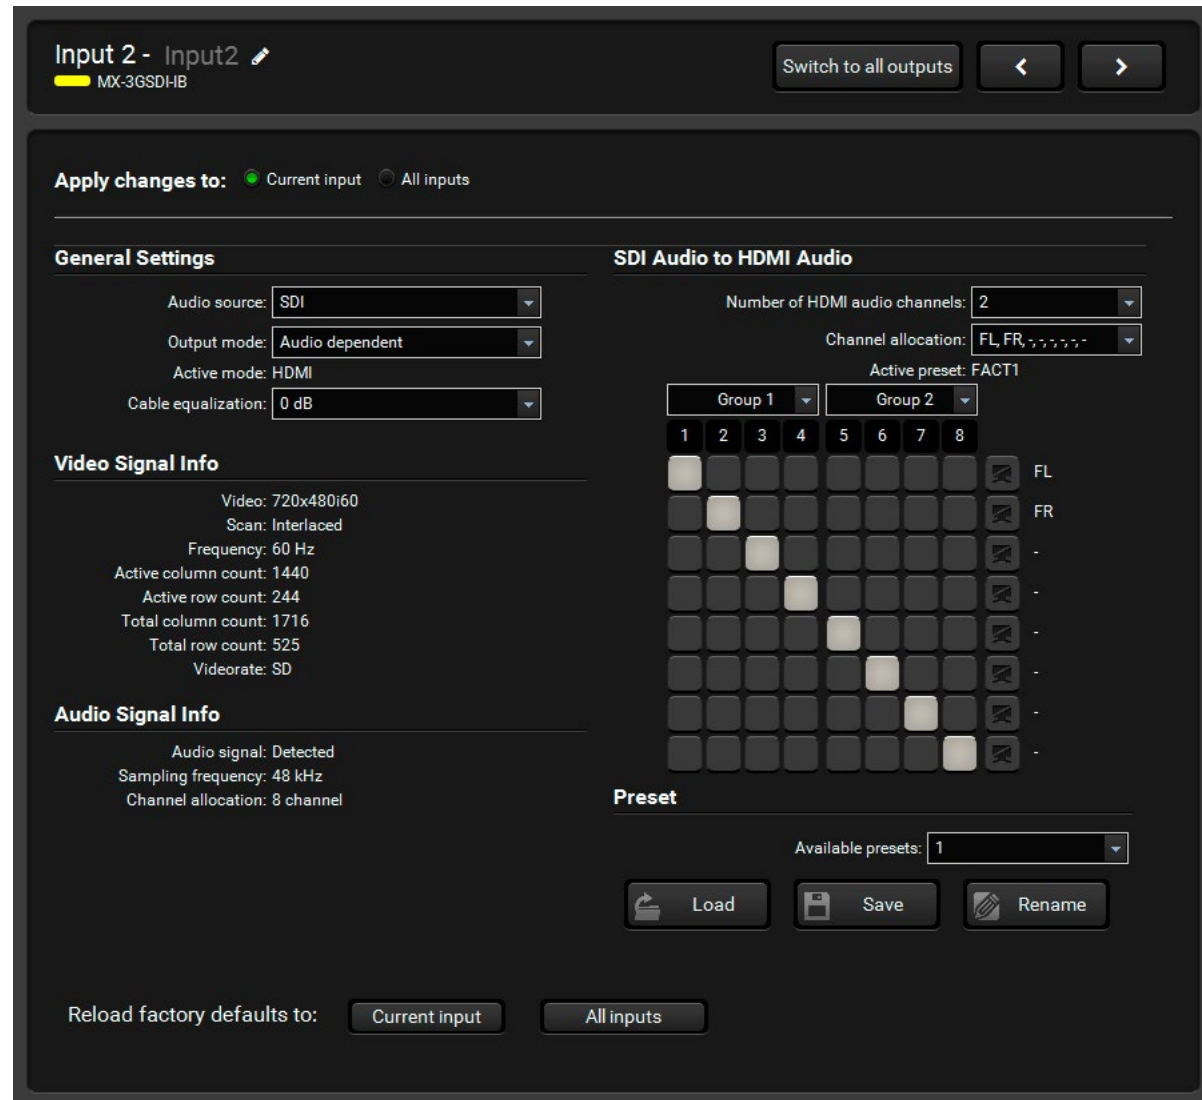 Input 2 - Input2
MX-3GSDI-IB
Switch to all outputs
Apply changes to: Current input All inputs
General Settings
Audio source: SDI
Output mode: Audio dependent
Active mode: HDMI
Cable equalization: 0 dB
Video Signal Info
Video: 720x480i60
Scan: Interlaced
Frequency: 60 Hz
Active column count: 1440
Active row count: 244
Total column count: 1716
Total row count: 525
Videorate: SD
Audio Signal Info
Audio signal: Detected
Sampling frequency: 48 kHz
Channel allocation: 8 channel
SDI Audio to HDMI Audio
Number of HDMI audio channels: 2
Channel allocation: FL, FR, -, -, -, -, -, -
Active preset: FACT1
Group 1 Group 2
1 2 3 4 5 6 7 8
FL
FR
-
-
-
-
-
-
Preset
Available presets: 1
Load Save Rename
Reload factory defaults to: Current input All inputs